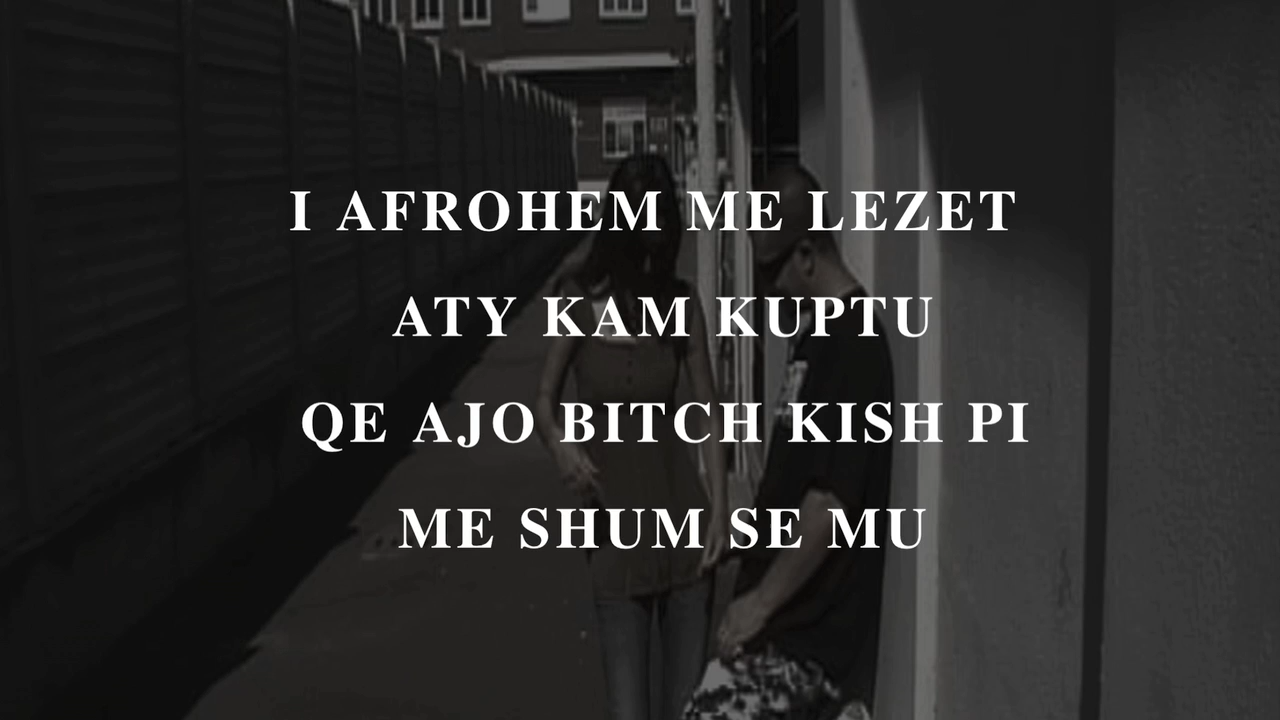 I AFROHEM ME LEZET
ATY KAM KUPTU
QE AJO BITCH KISH PI
ME SHUM SE MU